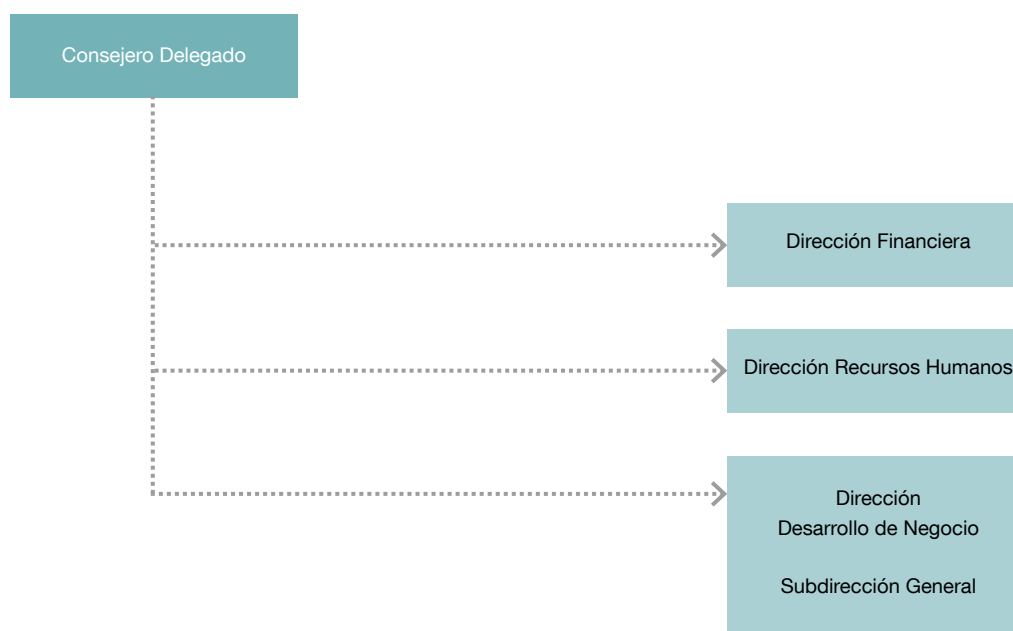 Consejero Delegado
Dirección Financiera
Dirección Recursos Humanos
Dirección
Desarrollo de Negocio
Subdirección General